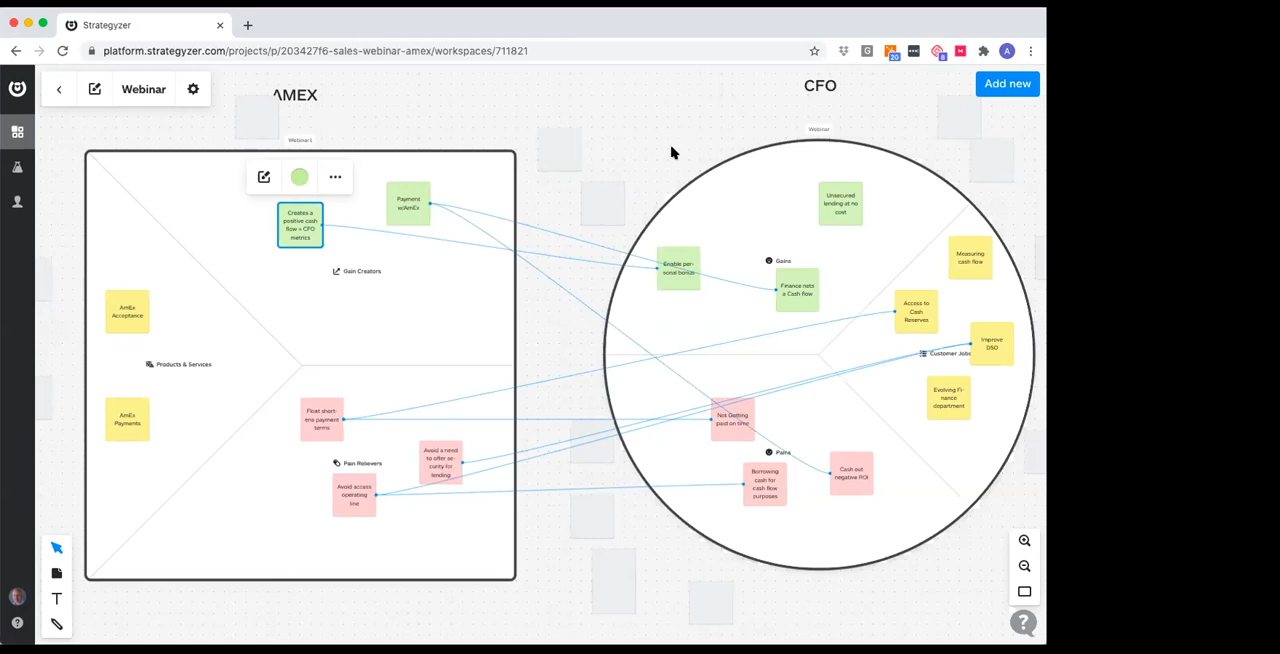 Strategyzer
platform.strategyzer.com/projects/p/203427f6-sales-webinar-amex/workspaces/711821
G
20
8
A
Webinar
Add new
AMEX
CFO
Webinar1
Webinar
Creates a
positive cash
flow = CFO
metrics
Payment
w/AmEx
Gain Creators
AmEx
Acceptance
Products & Services
AmEx
Payments
Float short-
ens payment
terms
Avoid a need
to offer se-
curity for
lending
Pain Relievers
Avoid access
operating
line
Unsecured
lending at no
cost
Enable per-
sonal bonus
Gains
Finance nets
a Cash flow
Measuring
cash flow
Access to
Cash
Reserves
Improve
DSO
Customer Jobs
Evolving Fi-
nance
department
Not Getting
paid on time
Pains
Borrowing
cash for
cash flow
purposes
Cash out
negative ROI
T